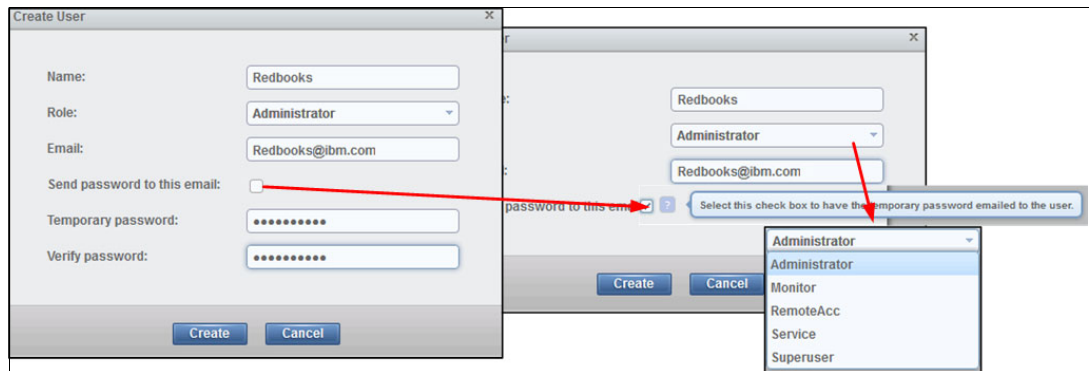 Create User x
Name: Redbooks
Role: Administrator
Email: Redbooks@ibm.com
Send password to this email:
Temporary password: ●●●●●●●●●●
Verify password: ●●●●●●●●●●
Create Cancel
x
Redbooks
Administrator
Redbooks@ibm.com
password to this ? Select this check box to have the temporary password emailed to the user.
Create Cancel
Administrator
Administrator
Monitor
RemoteAcc
Service
Superuser